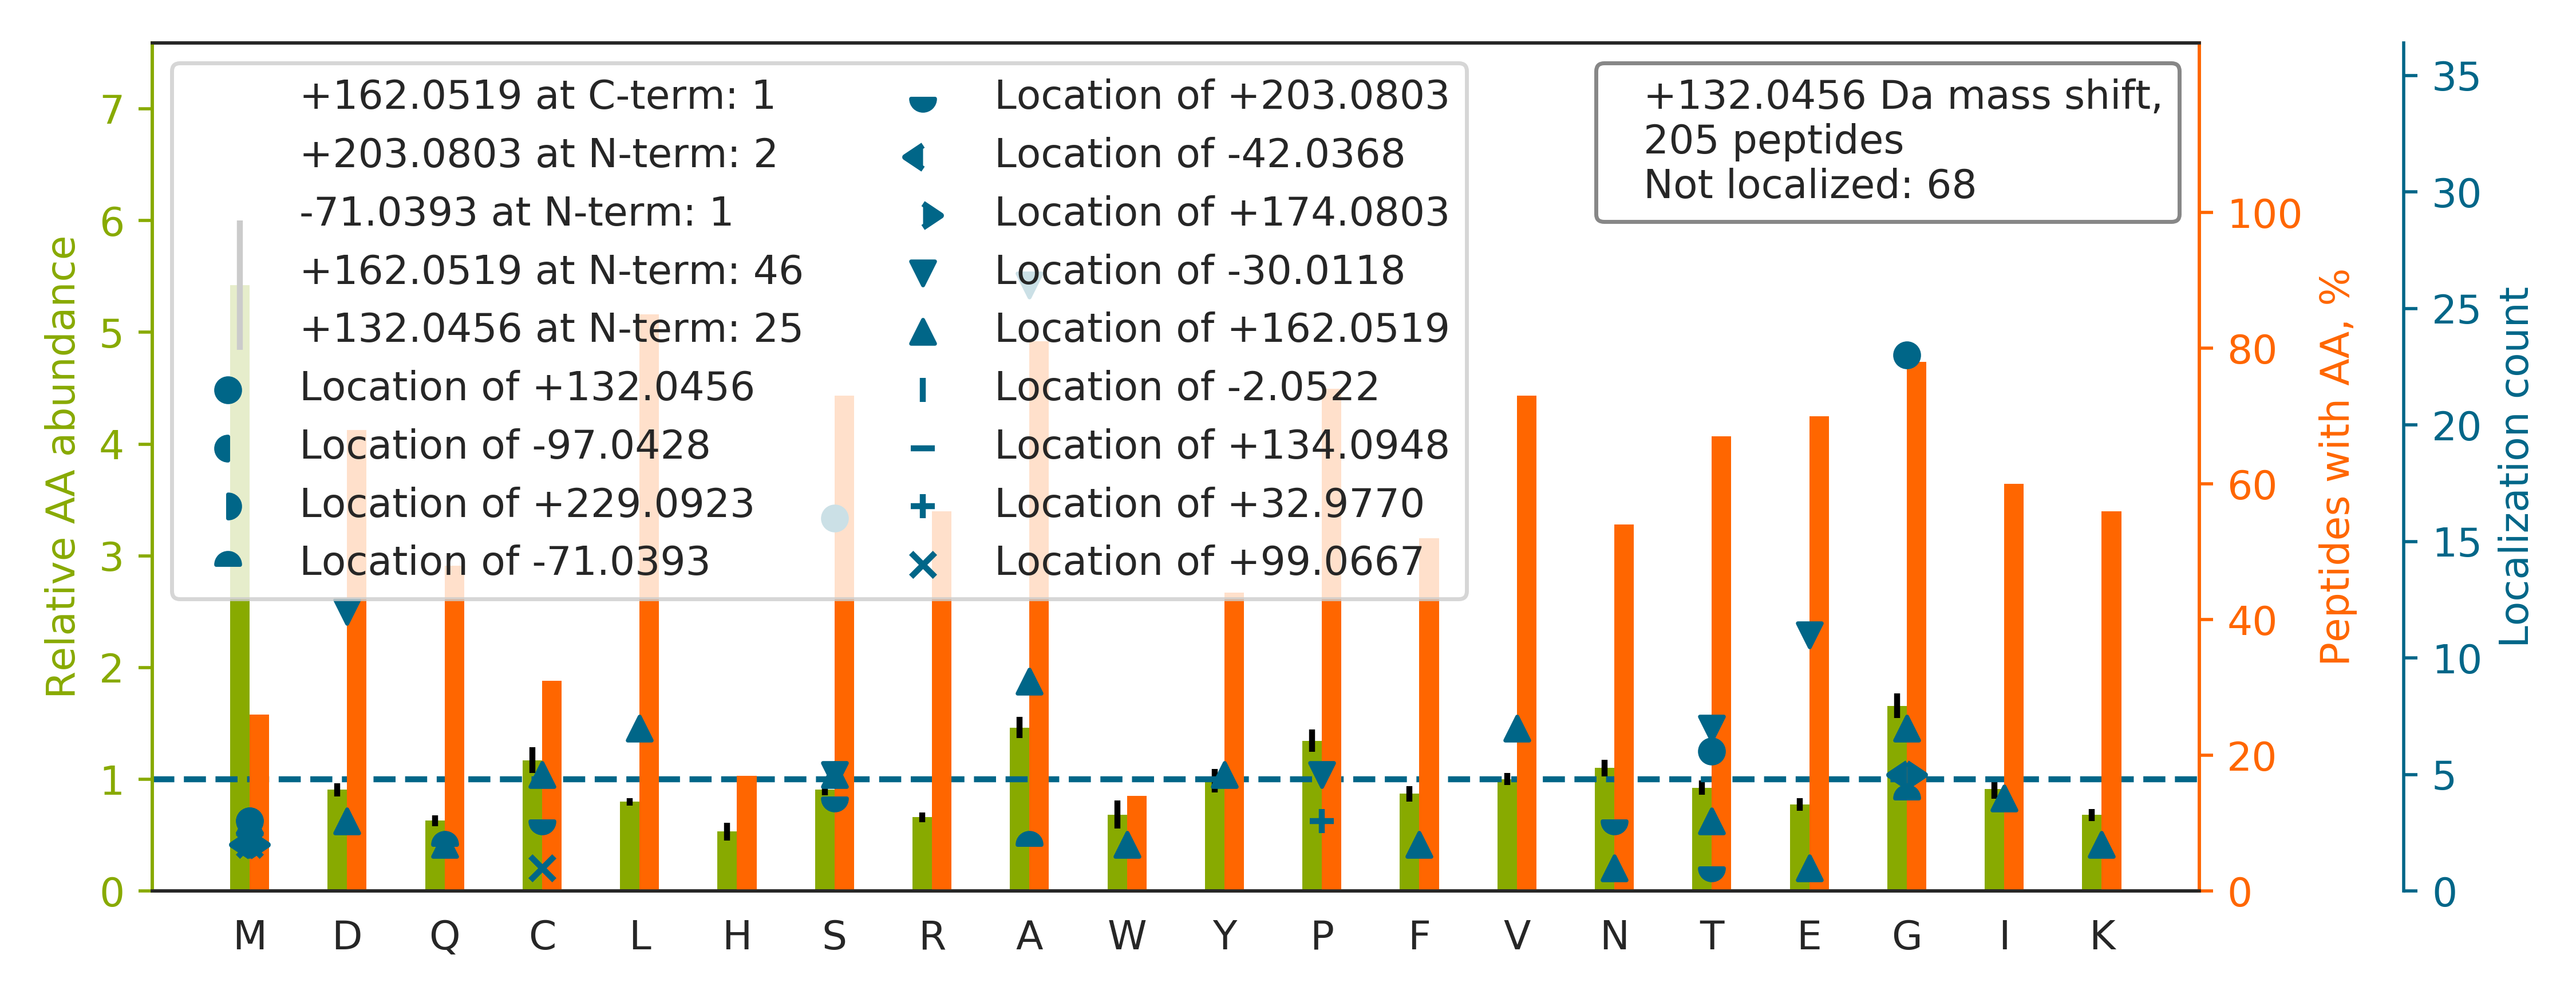 +162.0519 at C-term: 1
+203.0803 at N-term: 2
-71.0393 at N-term: 1
+162.0519 at N-term: 46
+132.0456 at N-term: 25
Location of +132.0456
Location of -97.0428
Location of +229.0923
Location of -71.0393
Location of +203.0803
Location of -42.0368
Location of +174.0803
Location of -30.0118
Location of +162.0519
Location of -2.0522
Location of +134.0948
Location of +32.9770
Location of +99.0667
+132.0456 Da mass shift,
205 peptides
Not localized: 68
Relative AA abundance
7
6
5
4
3
2
1
0
M D Q C L H S R A W Y P F V N T E G I K
100
80
60
40
20
0
Peptides with AA, %
35
30
25
20
15
10
5
0
Localization count